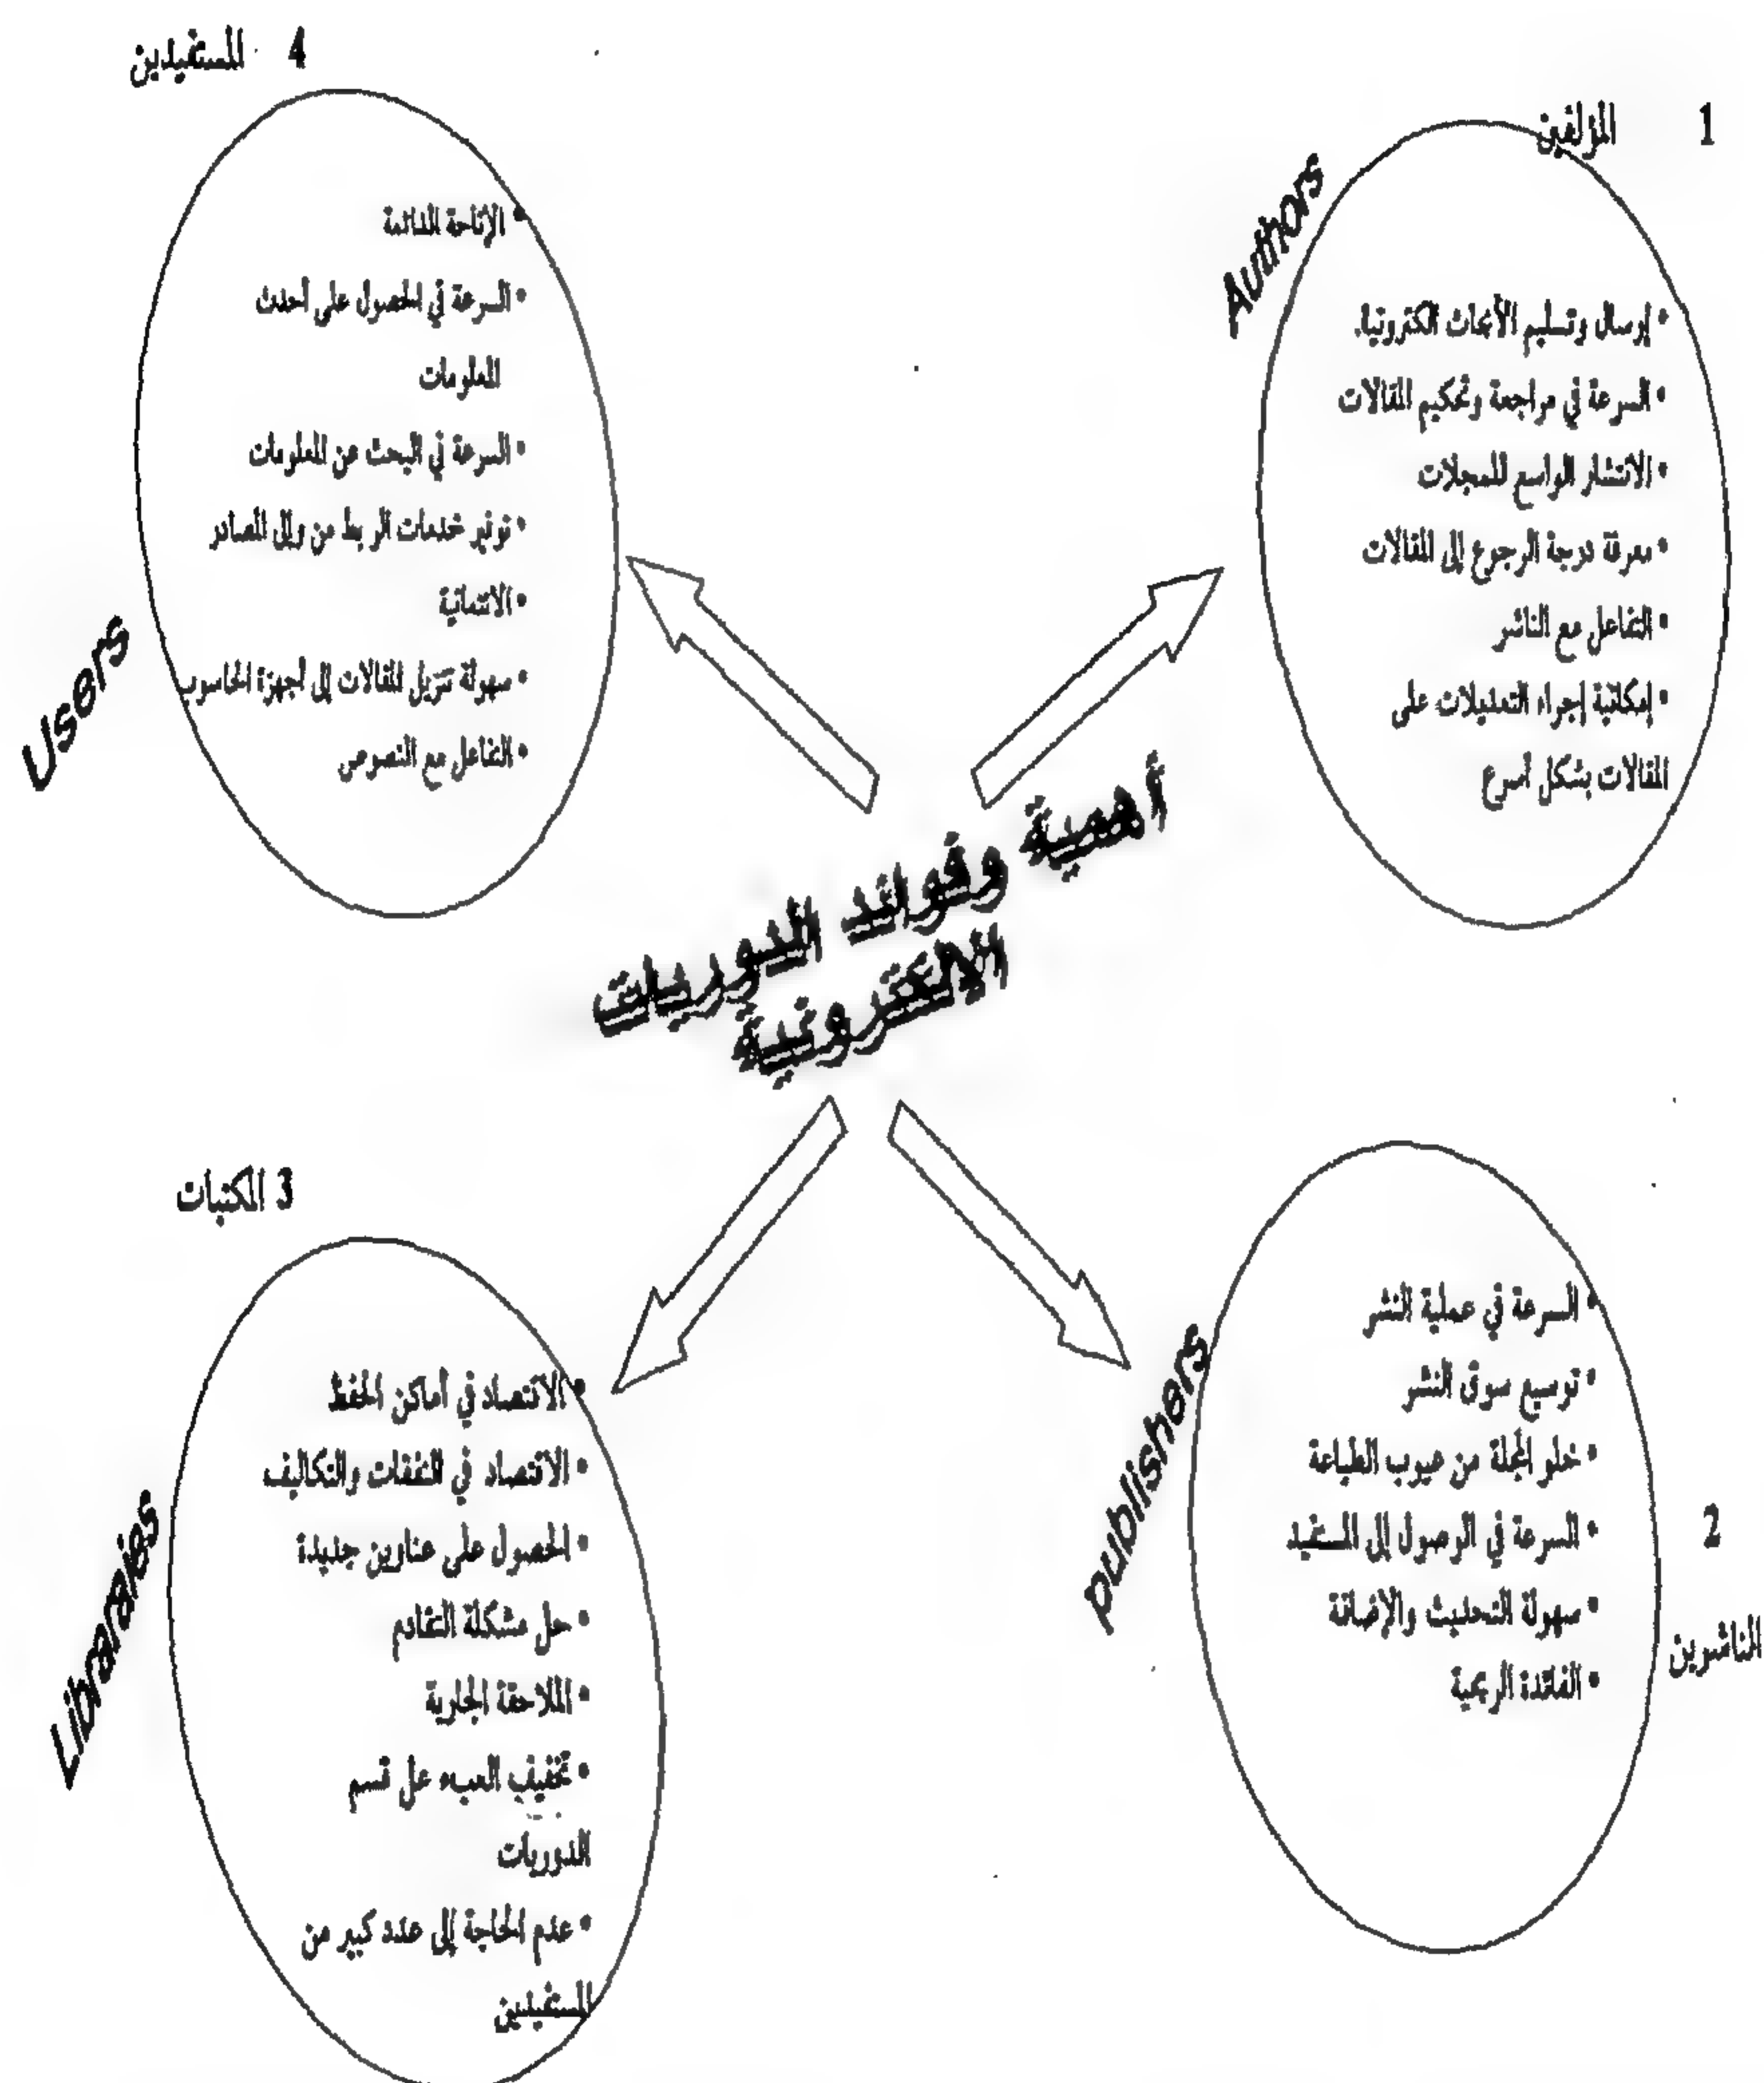 أهمية وفوائد الدوريات
الالكترونية
1 المؤلفين
Authors
• إرسال وتسليم الأبحاث الكترونيا.
• السرعة في مراجعة وتحكيم المقالات
• الانتشار الواسع للمجلات
• معرفة درجة الرجوع إلى المقالات
• التفاعل مع الناشر
• إمكانية إجراء التعديلات على
المقالات بشكل أسرع
2
الناشرين
publishers
• السرعة في عملية النشر
• توسيع سوق النشر
• خلو المجلة من عيوب الطباعة
• السرعة في الوصول إلى المستفيد
• سهولة التحديث والإضافة
• الفائدة الربحية
3 المكتبات
Libraraies
• الاقتصاد في أماكن الحفظ
• الاقتصاد في النفقات والتكاليف
• الحصول على عناوين جديدة
• حل مشكلة التقادم
• الملاحقة الجارية
• تخفيف العبء عل قسم
الدوريات
• عدم الحاجة إلى عدد كبير من
المستفيدين
4 المستفيدين
Users
• الإتاحة الدائمة
• السرعة في الحصول على أحدث
المعلومات
• السرعة في البحث عن المعلومات
• توفير خدمات الربط من وإلى المصادر
• الائتمانية
• سهولة تنزيل المقالات إلى أجهزة الحاسوب
• التفاعل مع النصوص